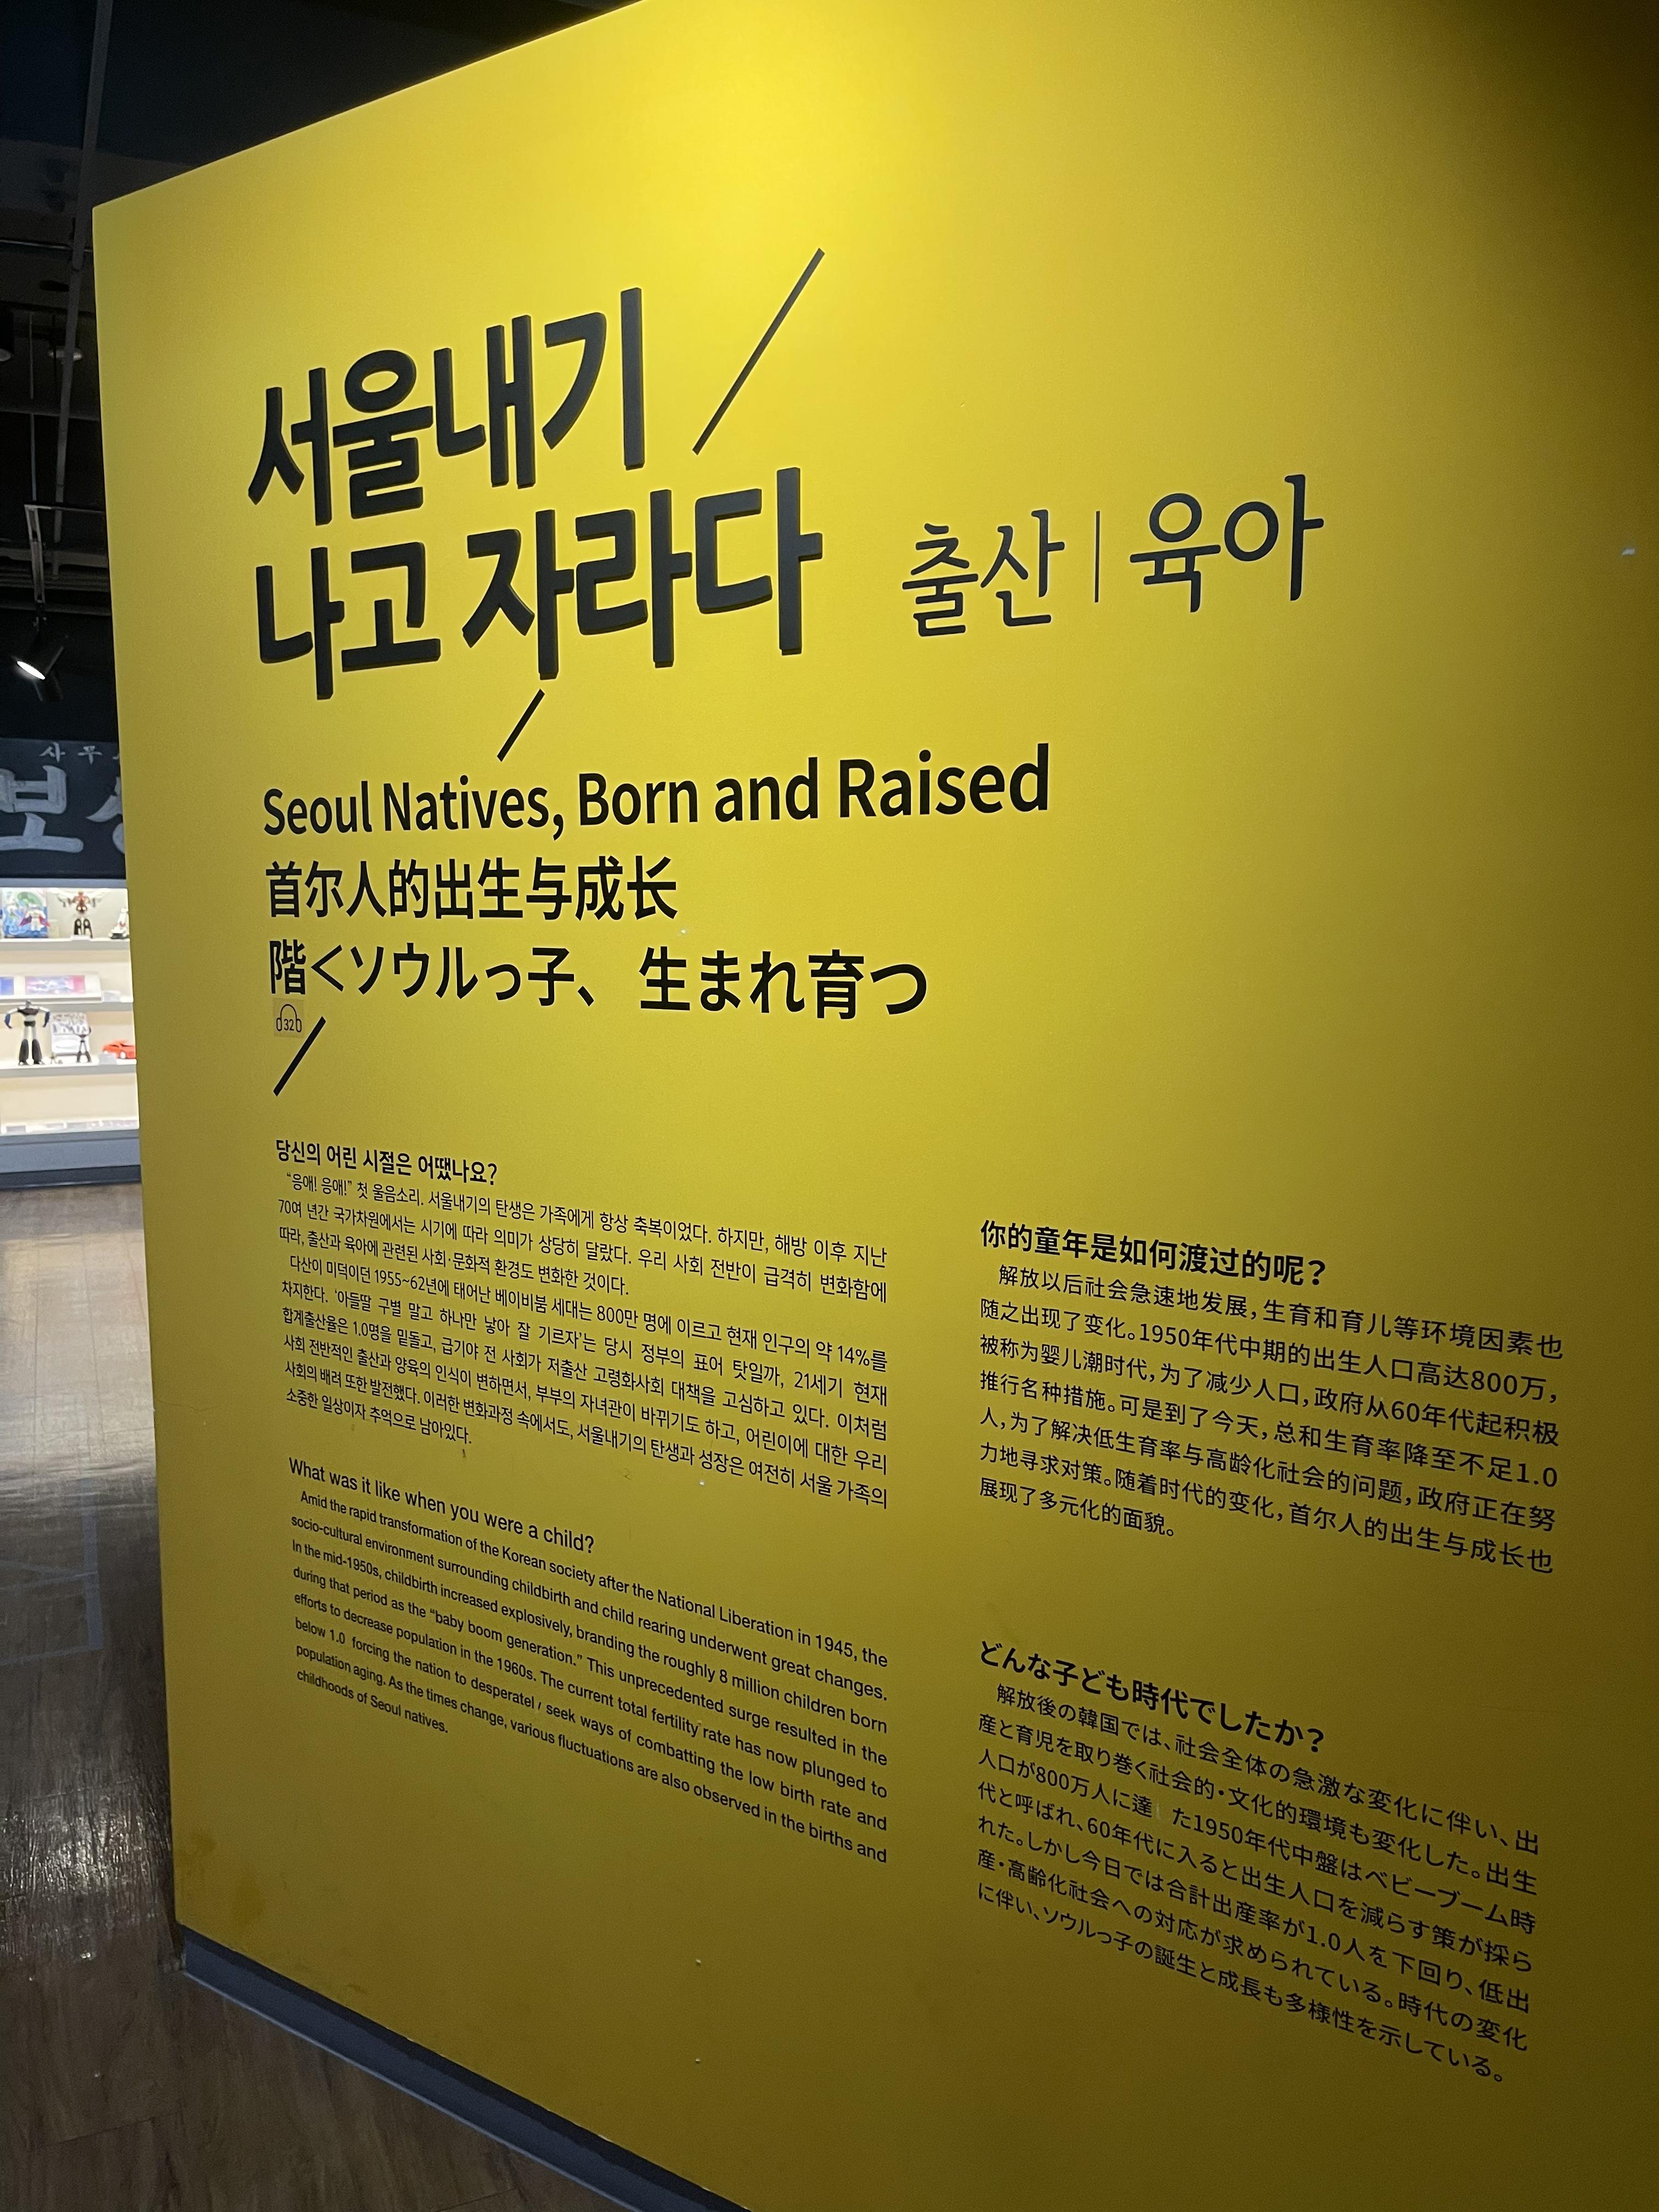 서울내기
나고 자라다
출산 | 육아
Seoul Natives, Born and Raised
首尔人的出生与成长
階くソウルっ子、生まれ育つ
32
당신의 어린 시절은 어땠나요?
“응애! 응애!” 첫 울음소리. 서울내기의 탄생은 가족에게 항상 축복이었다. 하지만, 해방 이후 지난
70여 년간 국가차원에서는 시기에 따라 의미가 상당히 달랐다. 우리 사회 전반이 급격히 변화함에
따라, 출산과 육아에 관련된 사회·문화적 환경도 변화한 것이다.
다산이 미덕이던 1955~62년에 태어난 베이비붐 세대는 800만 명에 이르고 현재 인구의 약 14%를
차지한다. ‘아들딸 구별 말고 하나만 낳아 잘 기르자’는 당시 정부의 표어 탓일까, 21세기 현재
합계출산율은 1.0명을 밑돌고, 급기야 전 사회가 저출산 고령화사회 대책을 고심하고 있다. 이처럼
사회 전반적인 출산과 양육의 인식이 변하면서, 부부의 자녀관이 바뀌기도 하고, 어린이에 대한 우리
사회의 배려 또한 발전했다. 이러한 변화과정 속에서도, 서울내기의 탄생과 성장은 여전히 서울 가족의
소중한 일상이자 추억으로 남아있다.
What was it like when you were a child?
Amid the rapid transformation of the Korean society after the National Liberation in 1945, the
socio-cultural environment surrounding childbirth and child rearing underwent great changes.
In the mid-1950s, childbirth increased explosively, branding the roughly 8 million children born
during that period as the “baby boom generation.” This unprecedented surge resulted in the
efforts to decrease population in the 1960s. The current total fertility rate has now plunged to
below 1.0 forcing the nation to desperatel seek ways of combatting the low birth rate and
population aging. As the times change, various fluctuations are also observed in the births and
childhoods of Seoul natives.
你的童年是如何渡过的呢？
解放以后社会急速地发展，生育和育儿等环境因素也
随之出现了变化。1950年代中期的出生人口高达800万，
被称为婴儿潮时代，为了减少人口，政府从60年代起积极
推行名种措施。可是到了今天，总和生育率降至不足1.0
人，为了解决低生育率与高龄化社会的问题，政府正在努
力地寻求对策。随着时代的变化，首尔人的出生与成长也
展现了多元化的面貌。
どんな子ども時代でしたか？
解放後の韓国では、社会全体の急激な変化に伴い、出
産と育児を取り巻く社会的・文化的環境も変化した。出生
人口が800万人に達 た1950年代中盤はベビーブーム時
代と呼ばれ、60年代に入ると出生人口を減らす策が採ら
れた。しかし今日では合計出産率が1.0人を下回り、低出
産・高齢化社会への対応が求められている。時代の変化
に伴い、ソウルっ子の誕生と成長も多様性を示している。